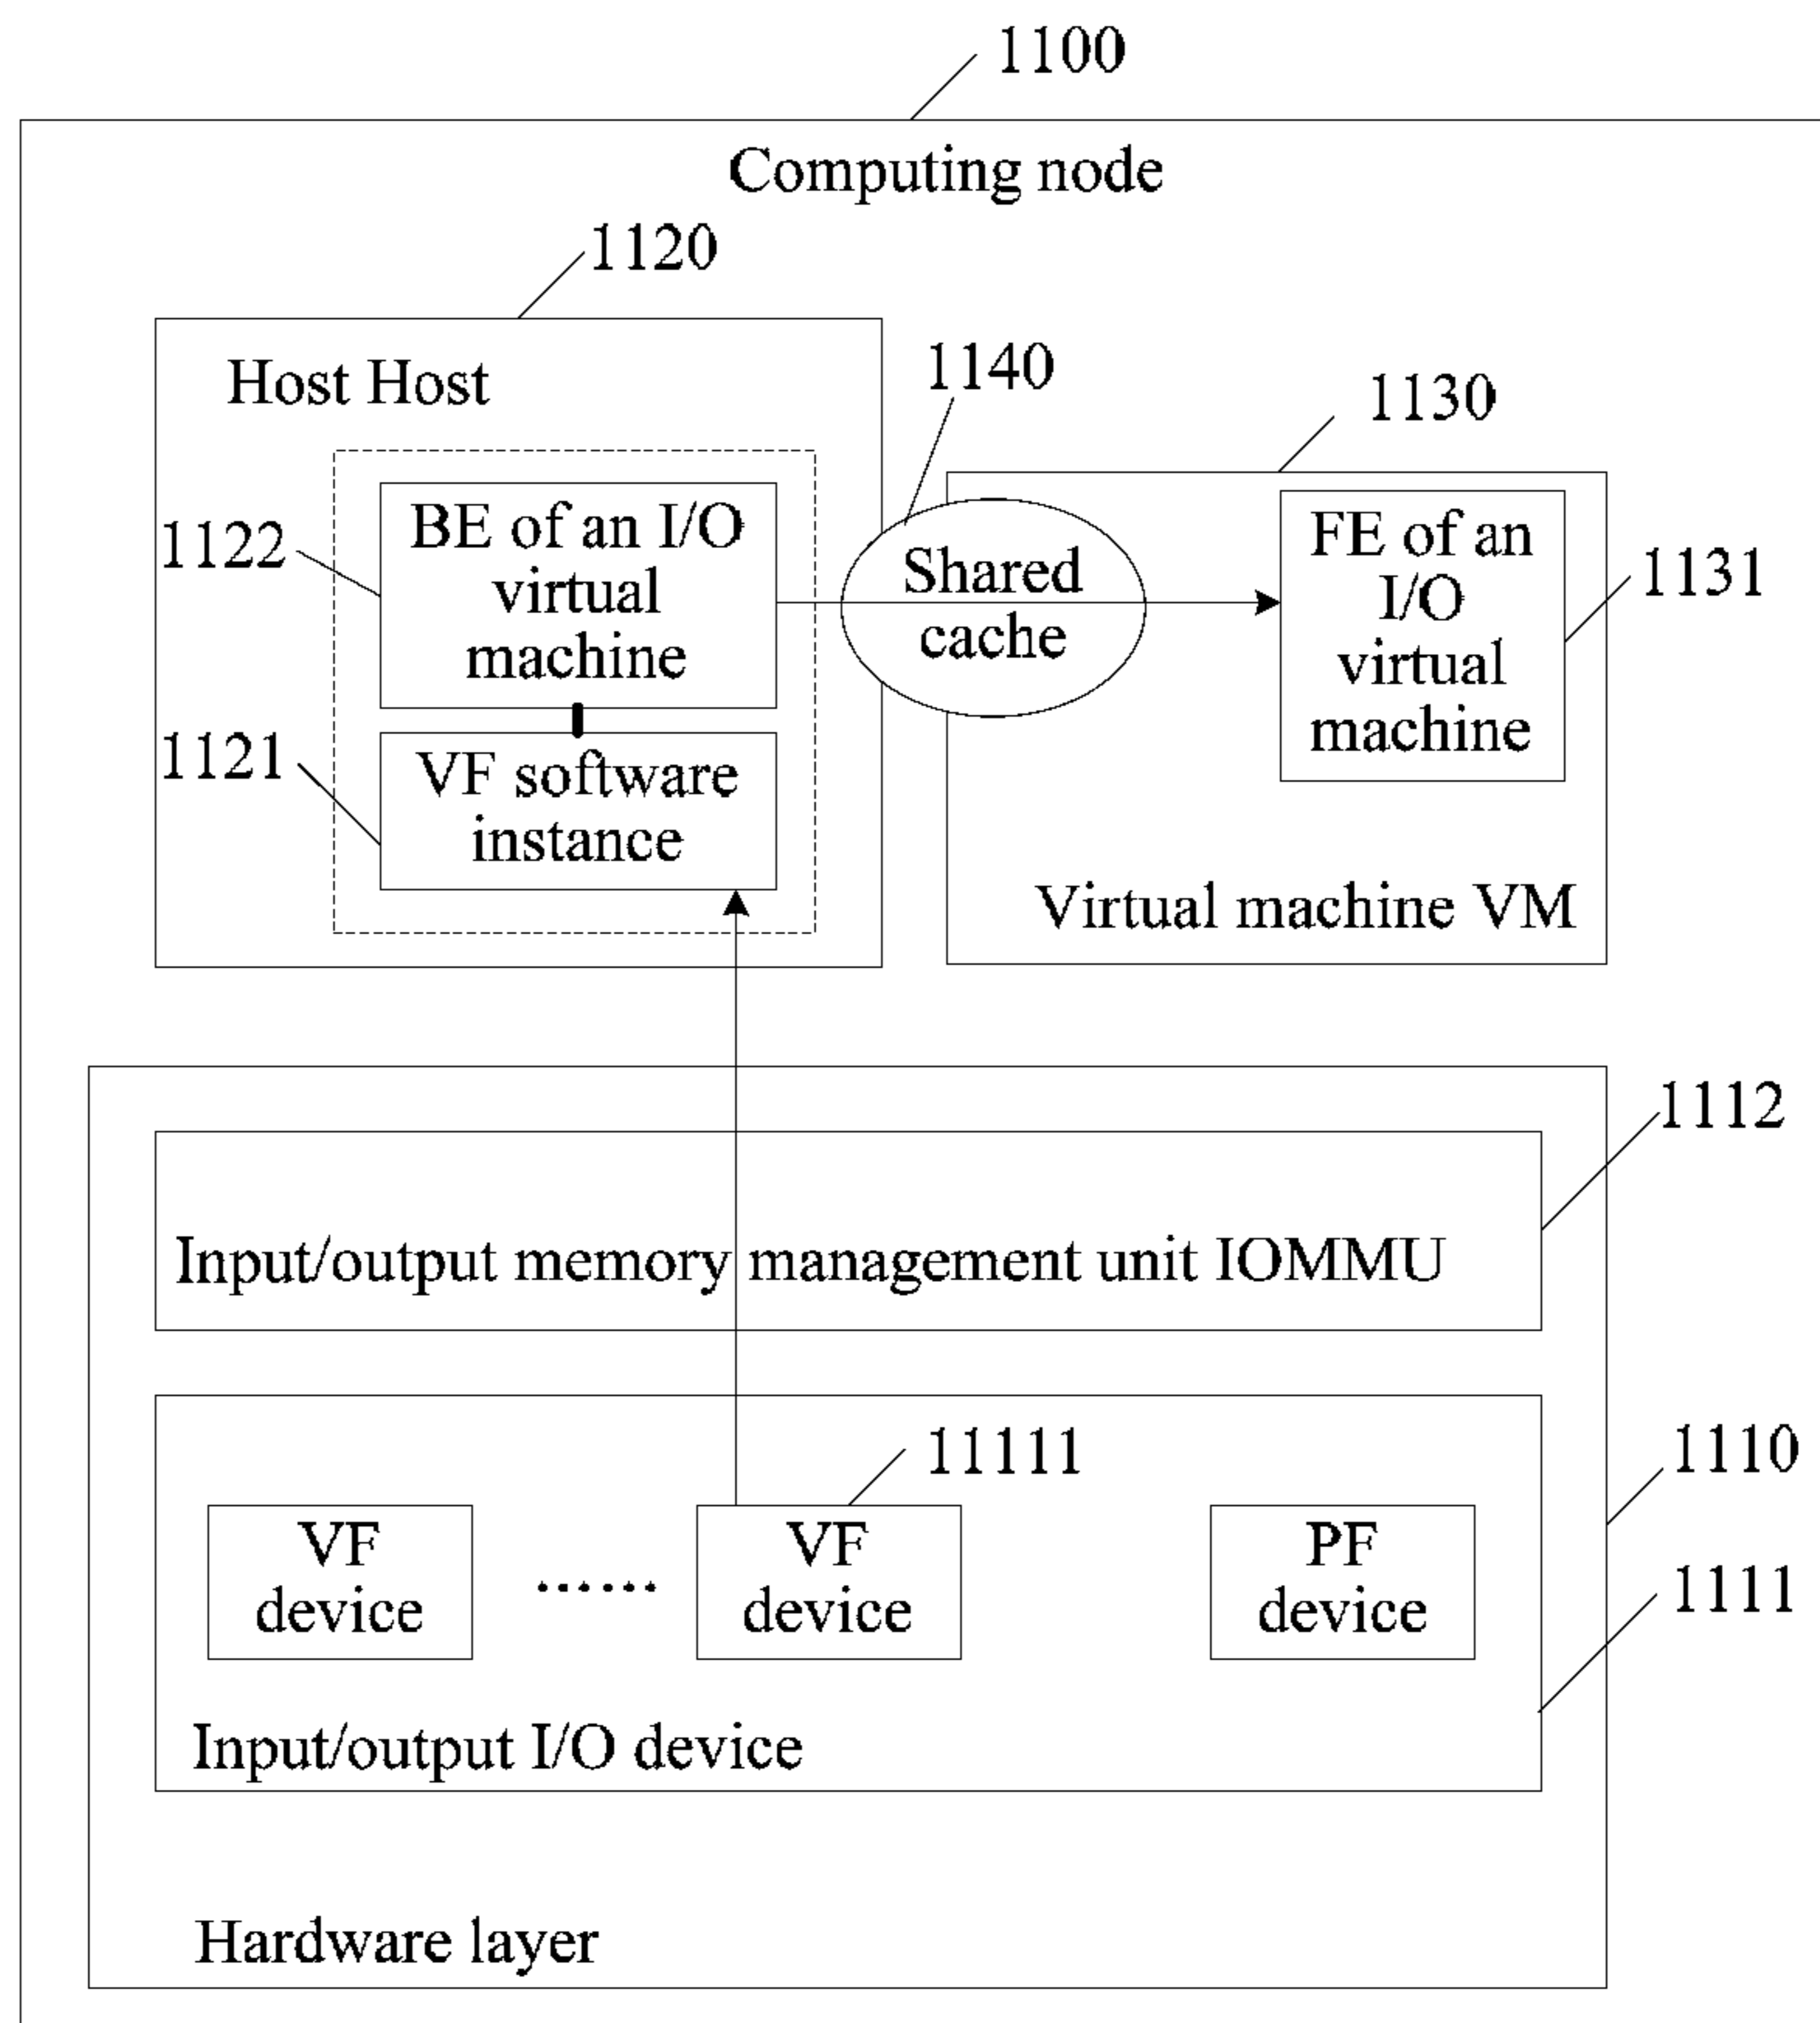 1100
Computing node
1120
Host Host
1140
1130
1122
BE of an I/O
virtual
machine
Shared
cache
FE of an
I/O
virtual
machine
1131
1121
VF software
instance
Virtual machine VM
1112
Input/output memory management unit IOMMU
11111
1110
VF
device
......
VF
device
PF
device
1111
Input/output I/O device
Hardware layer